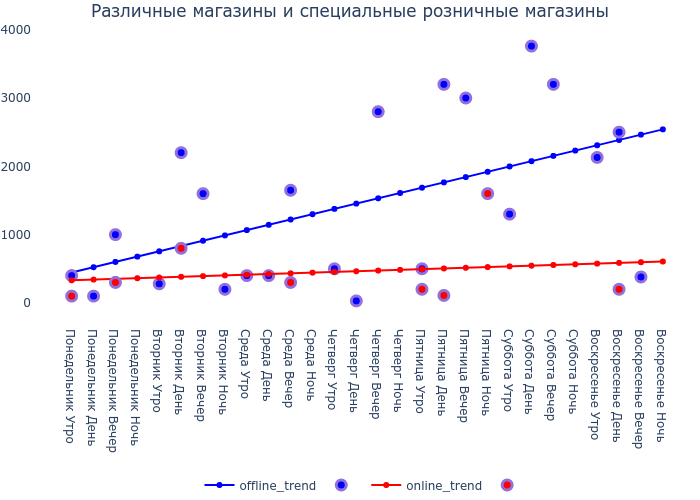 Различные магазины и специальные розничные магазины
4000
3000
2000
1000
0
Понедельник Утро
Понедельник День
Понедельник Вечер
Понедельник Ночь
Вторник Утро
Вторник День
Вторник Вечер
Вторник Ночь
Среда Утро
Среда День
Среда Вечер
Среда Ночь
Четверг Утро
Четверг День
Четверг Вечер
Четверг Ночь
Пятница Утро
Пятница День
Пятница Вечер
Пятница Ночь
Суббота Утро
Суббота День
Суббота Вечер
Суббота Ночь
Воскресенье Утро
Воскресенье День
Воскресенье Вечер
Воскресенье Ночь
offline_trend
online_trend